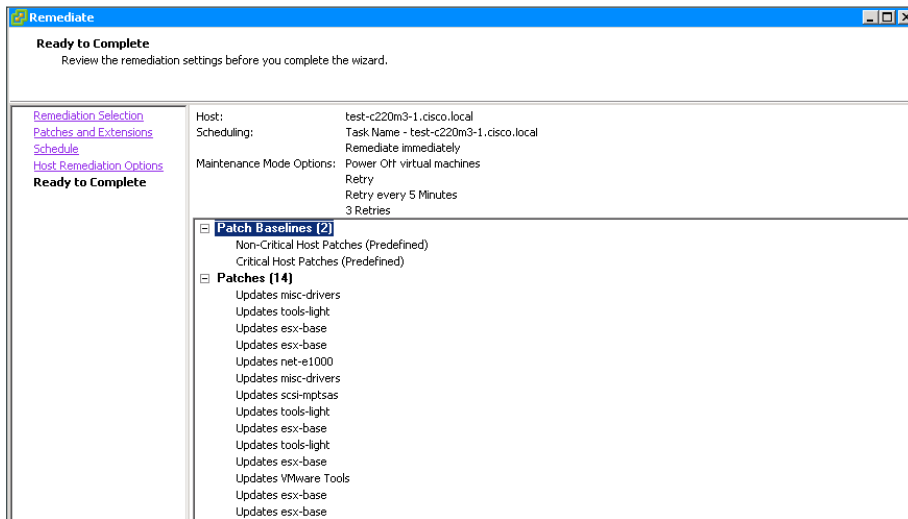 Remediate
Ready to Complete
Review the remediation settings before you complete the wizard.
Remediation Selection
Patches and Extensions
Schedule
Host Remediation Options
Ready to Complete
Host: test-c220m3-1.cisco.local
Scheduling: Task Name - test-c220m3-1.cisco.local
Remediate immediately
Maintenance Mode Options: Power Off virtual machines
Retry
Retry every 5 Minutes
3 Retries
Patch Baselines (2)
Non-Critical Host Patches (Predefined)
Critical Host Patches (Predefined)
Patches (14)
Updates misc-drivers
Updates tools-light
Updates esx-base
Updates esx-base
Updates net-e1000
Updates misc-drivers
Updates scsi-mptsas
Updates tools-light
Updates esx-base
Updates tools-light
Updates esx-base
Updates VMware Tools
Updates esx-base
Updates esx-base